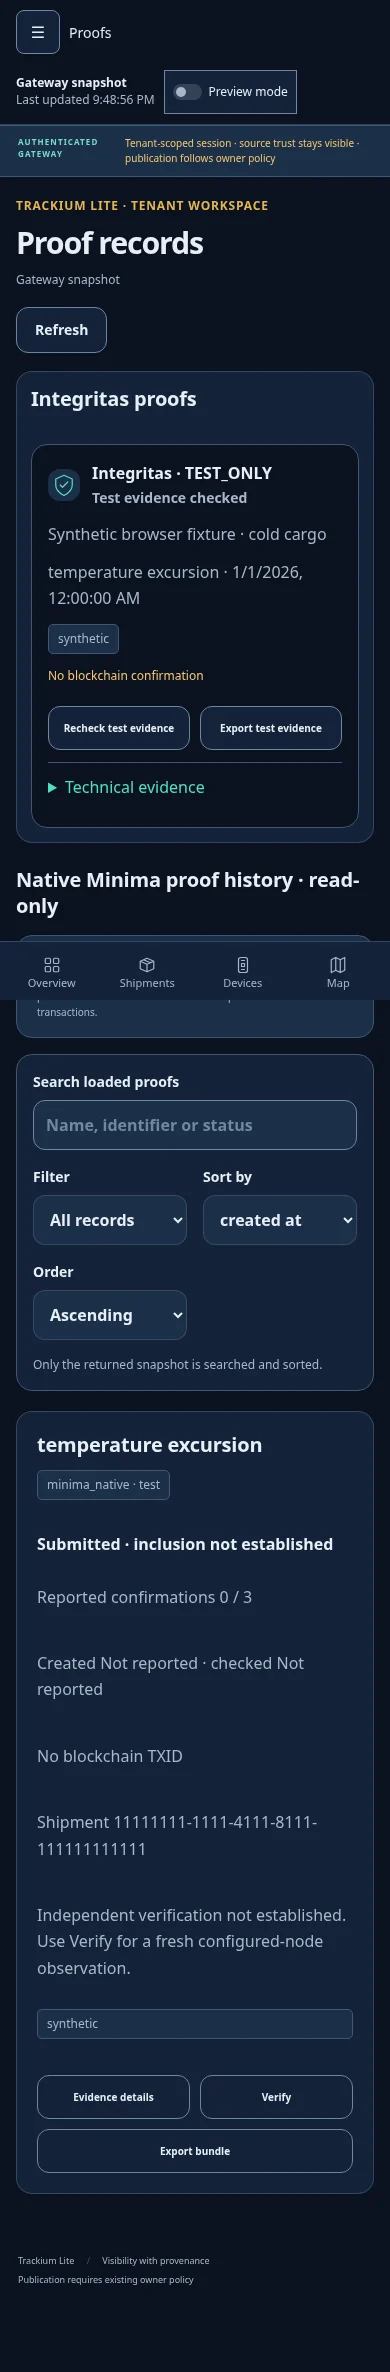 ☰ Proofs
Gateway snapshot
Last updated 9:48:56 PM
Preview mode
AUTHENTICATED
GATEWAY
Tenant-scoped session · source trust stays visible ·
publication follows owner policy
TRACKIUM LITE · TENANT WORKSPACE
Proof records
Gateway snapshot
Refresh
Integritas proofs
Integritas · TEST_ONLY
Test evidence checked
Synthetic browser fixture · cold cargo
temperature excursion · 1/1/2026,
12:00:00 AM
synthetic
No blockchain confirmation
Recheck test evidence
Export test evidence
▶ Technical evidence
Native Minima proof history · read-
only
Overview
Shipments
Devices
Map
transactions.
Search loaded proofs
Name, identifier or status
Filter
Sort by
All records
created at
Order
Ascending
Only the returned snapshot is searched and sorted.
temperature excursion
minima_native · test
Submitted · inclusion not established
Reported confirmations 0 / 3
Created Not reported · checked Not
reported
No blockchain TXID
Shipment 11111111-1111-4111-8111-
111111111111
Independent verification not established.
Use Verify for a fresh configured-node
observation.
synthetic
Evidence details
Verify
Export bundle
Trackium Lite / Visibility with provenance
Publication requires existing owner policy